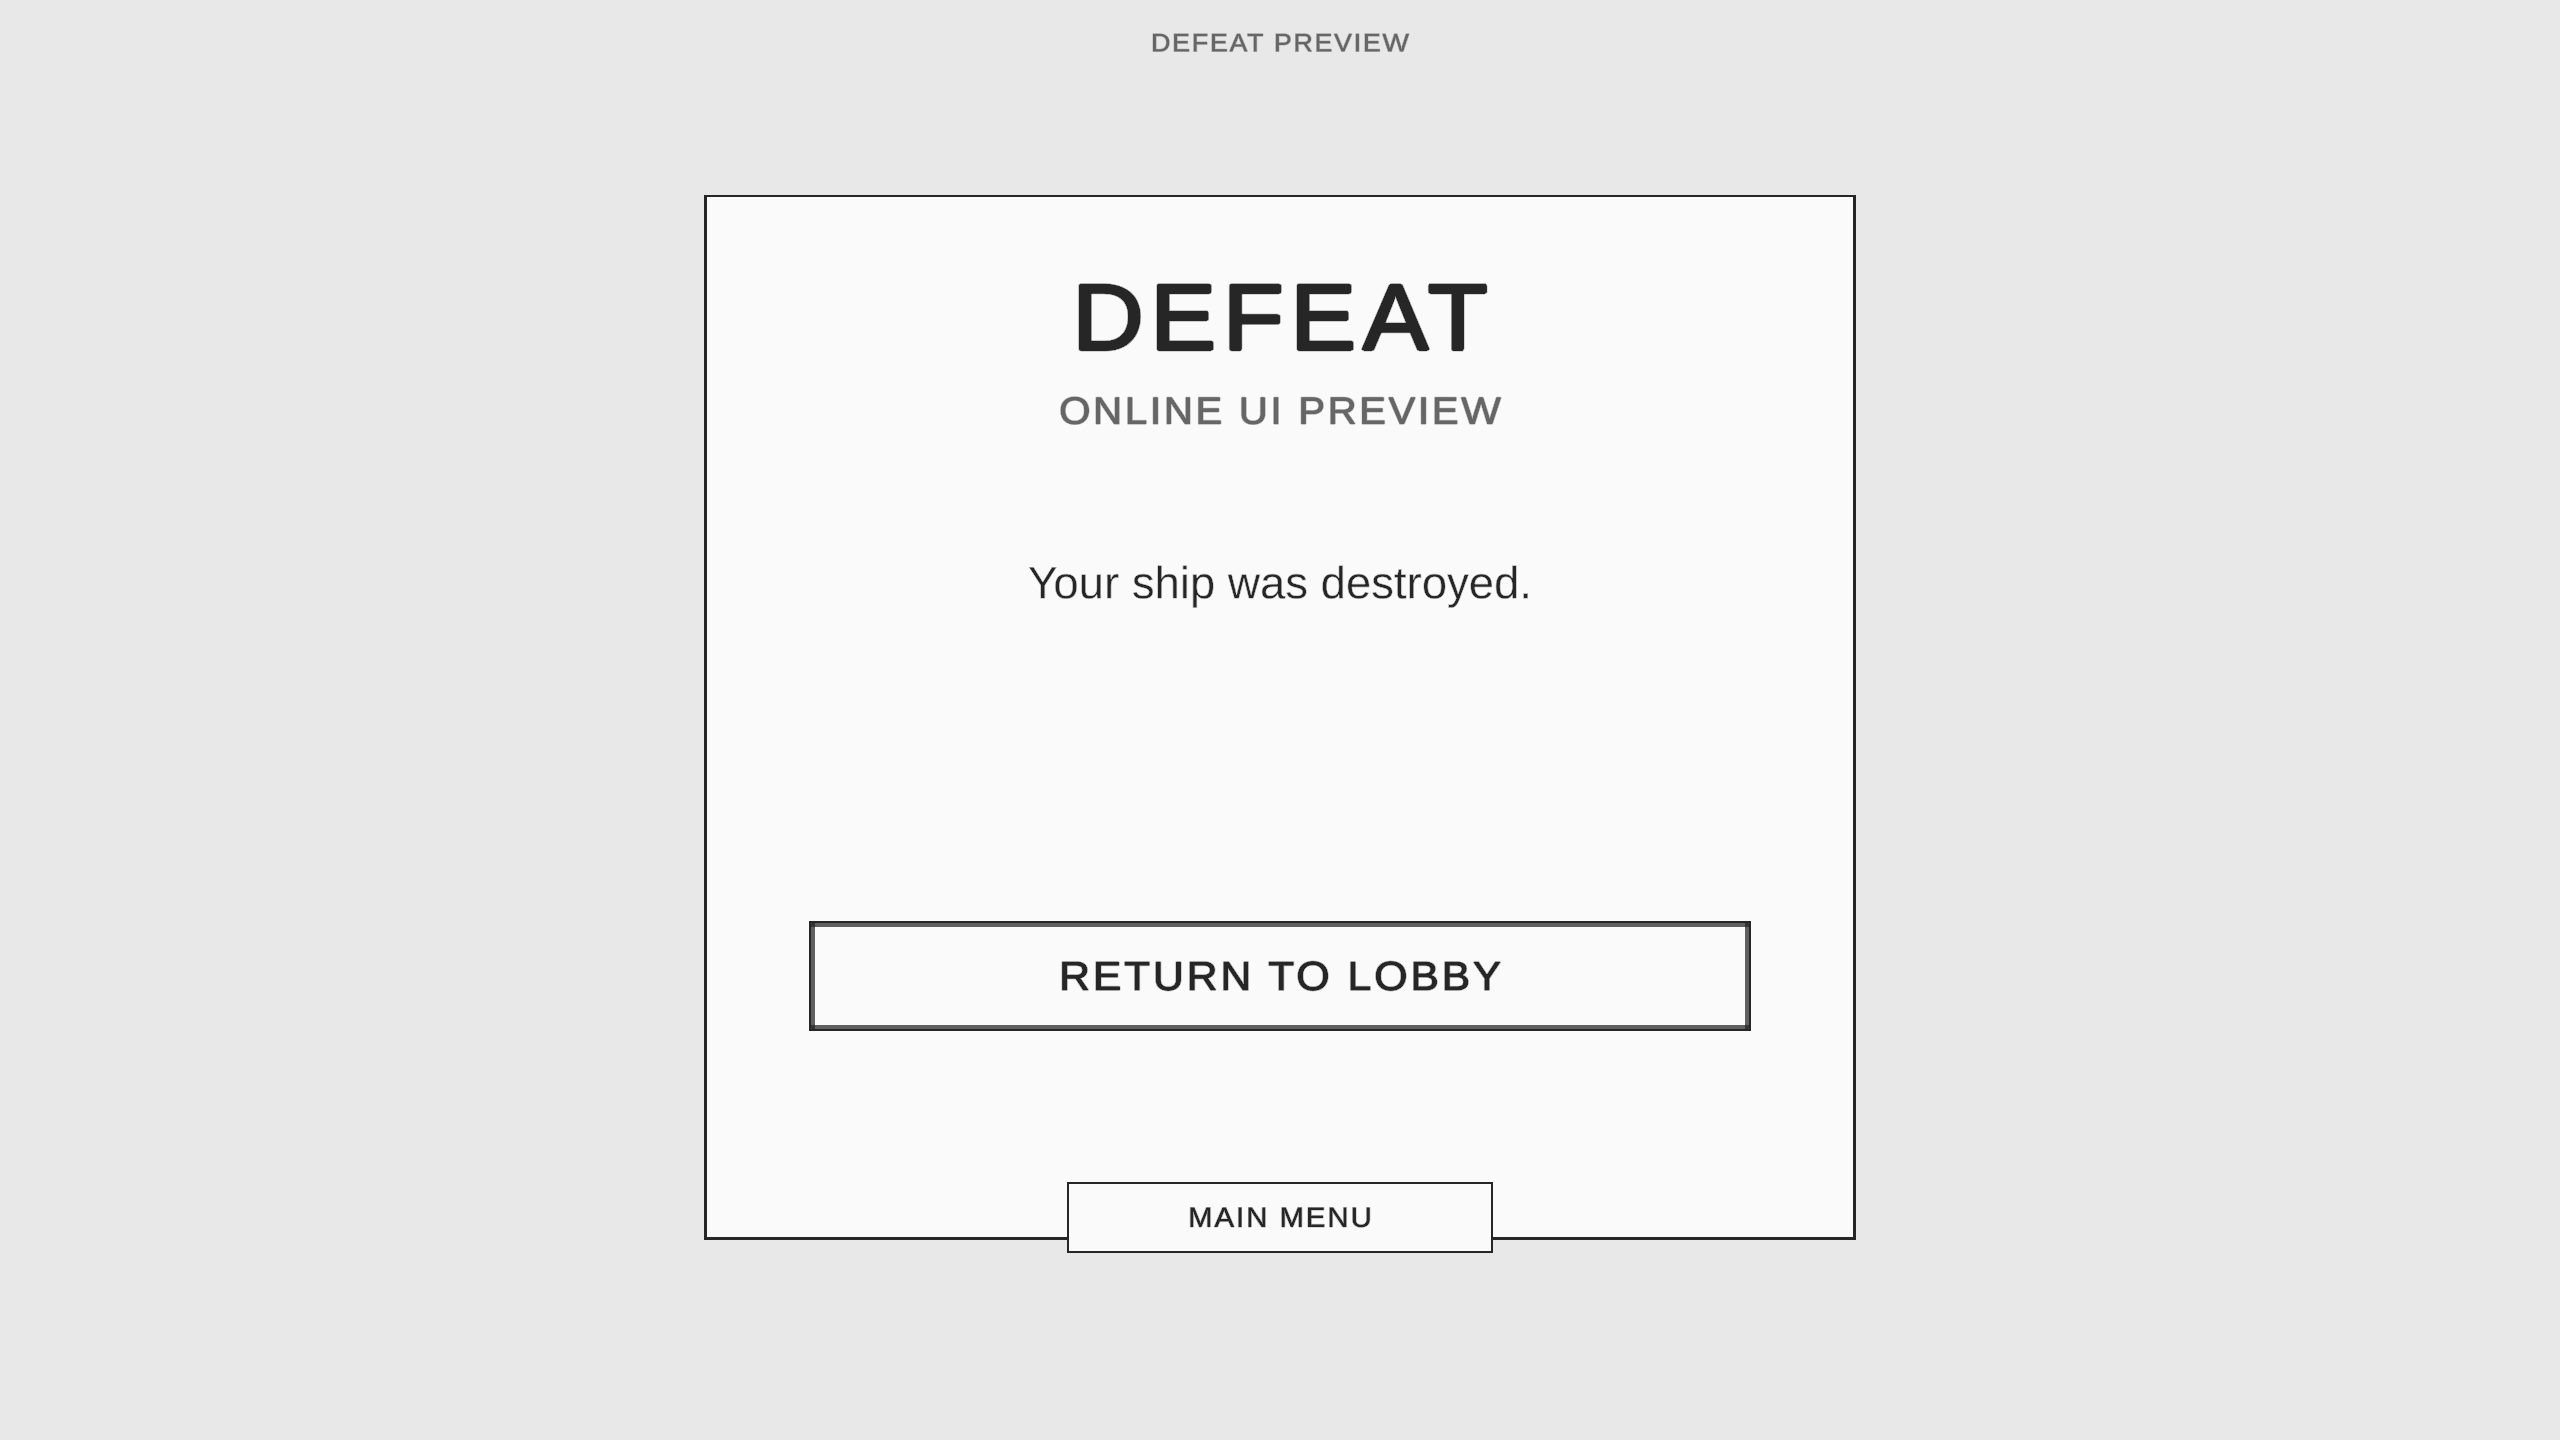 DEFEAT PREVIEW
DEFEAT
ONLINE UI PREVIEW
Your ship was destroyed.
RETURN TO LOBBY
MAIN MENU